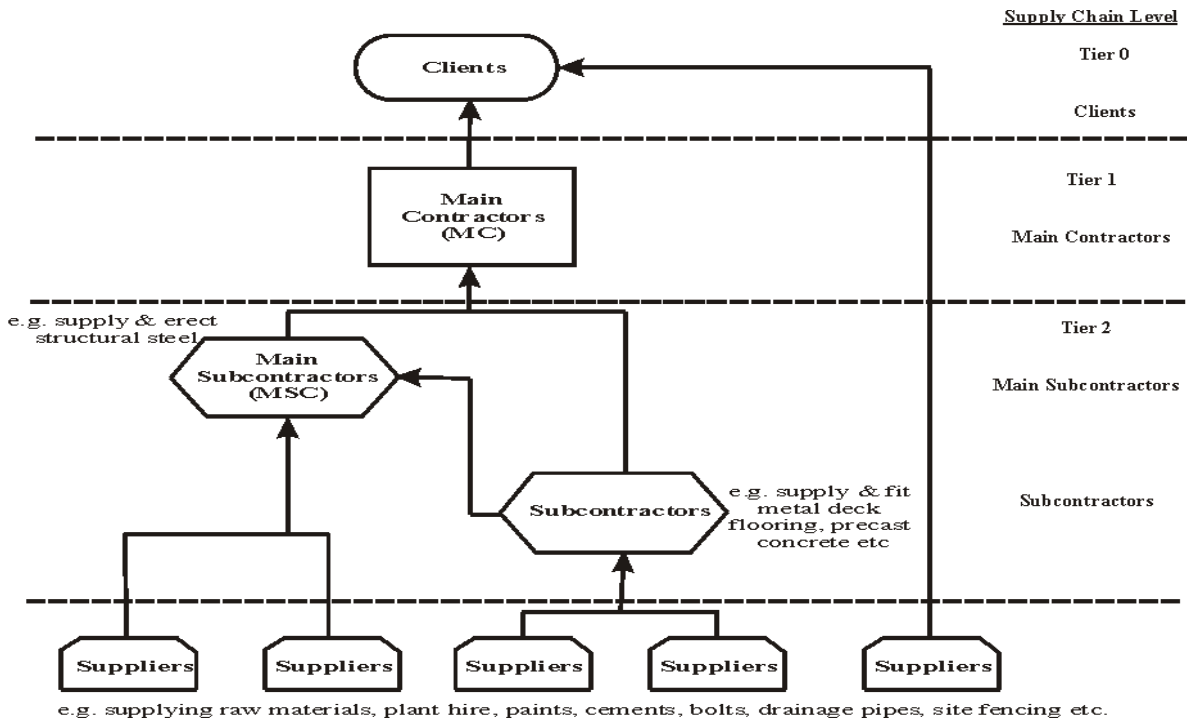 Supply Chain Level
Tier 0
Clients
Clients
Tier 1
Main
Contractors
(MC)
Main Contractors
e.g. supply & erect
structural steel
Tier 2
Main
Subcontractors
(MSC)
Main Subcontractors
Subcontractors
e.g. supply & fit
metal deck
flooring, precast
concrete etc
Subcontractors
Suppliers
Suppliers
Suppliers
Suppliers
Suppliers
e.g. supplying raw materials, plant hire, paints, cements, bolts, drainage pipes, site fencing etc.